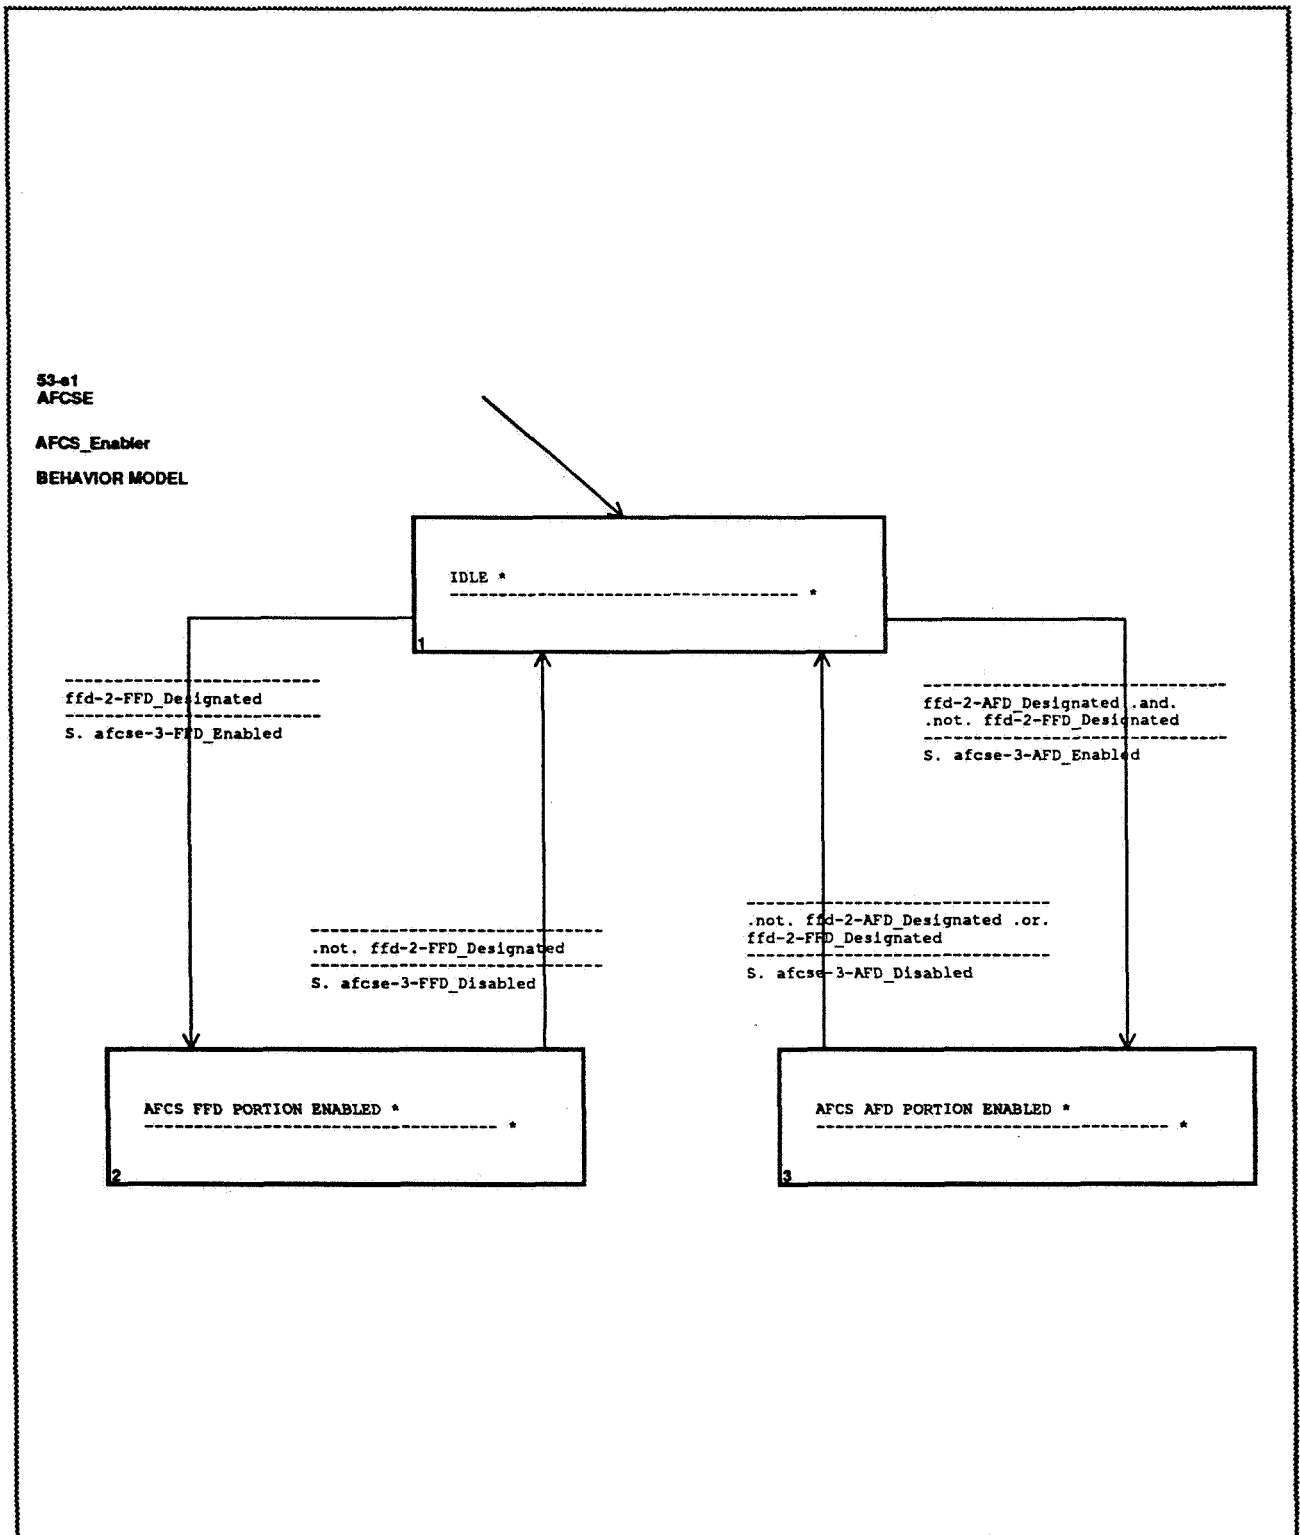 53-e1
AFCSE
AFCS_Enabler
BEHAVIOR MODEL
IDLE *
---------------------------------- *
1
-------------------------
ffd-2-FFD_Designated
-------------------------
S. afcse-3-FFD_Enabled
-----------------------------
ffd-2-AFD_Designated .and.
.not. ffd-2-FFD_Designated
-----------------------------
S. afcse-3-AFD_Enabled
-----------------------------
.not. ffd-2-FFD_Designated
-----------------------------
S. afcse-3-FFD_Disabled
-----------------------------
.not. ffd-2-AFD_Designated .or.
ffd-2-FFD_Designated
-----------------------------
S. afcse-3-AFD_Disabled
AFCS FFD PORTION ENABLED *
---------------------------------- *
2
AFCS AFD PORTION ENABLED *
---------------------------------- *
3